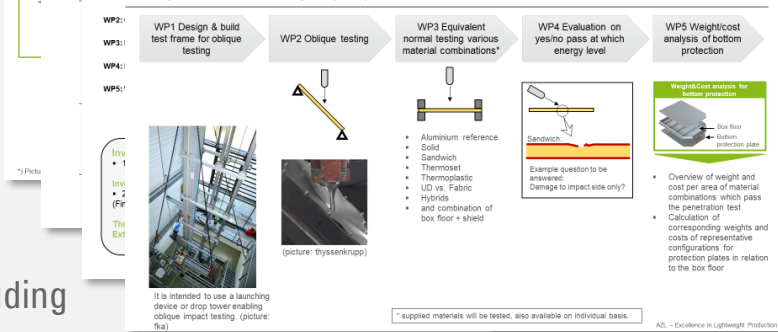 WP2:
WP3:
WP4:
WP5:
*) Pictu
Inv
Inv
(Fin
The
Ext
ding
WP1 Design & build
test frame for oblique
testing
WP2 Oblique testing
WP3 Equivalent
normal testing various
material combinations*
WP4 Evaluation on
yes/no pass at which
energy level
WP5 Weight/cost
analysis of bottom
protection
It is intended to use a launching
device or drop tower enabling
oblique impact testing. (picture:
fka)
(picture: thyssenkrupp)
▪ Aluminium reference
▪ Solid
▪ Sandwich
▪ Thermoset
▪ Thermoplastic
▪ UD vs. Fabric
▪ Hybrids
▪ and combination of
box floor + shield
Sandwich:
Example question to be
answered:
Damage to impact side only?
Weight&Cost analysis for
bottom protection
Box floor
Bottom
protection plate
▪ Overview of weight and
cost per area of material
combinations which pass
the penetration test
▪ Calculation of
corresponding weights and
costs of representative
configurations for
protection plates in relation
to the box floor
* supplied materials will be tested, also available on individual basis.
AZL – Excellence in Lightweight Production